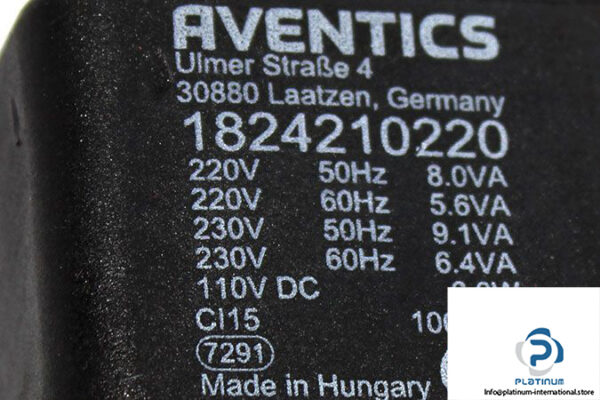 AVENTICS
Ulmer Straße 4
30880 Laatzen, Germany
1824210220
220V 50Hz 8.0VA
220V 60Hz 5.6VA
230V 50Hz 9.1VA
230V 60Hz 6.4VA
110V DC
CI15
7291
Made in Hungary
PLATINUM
Info@platinum-international.store